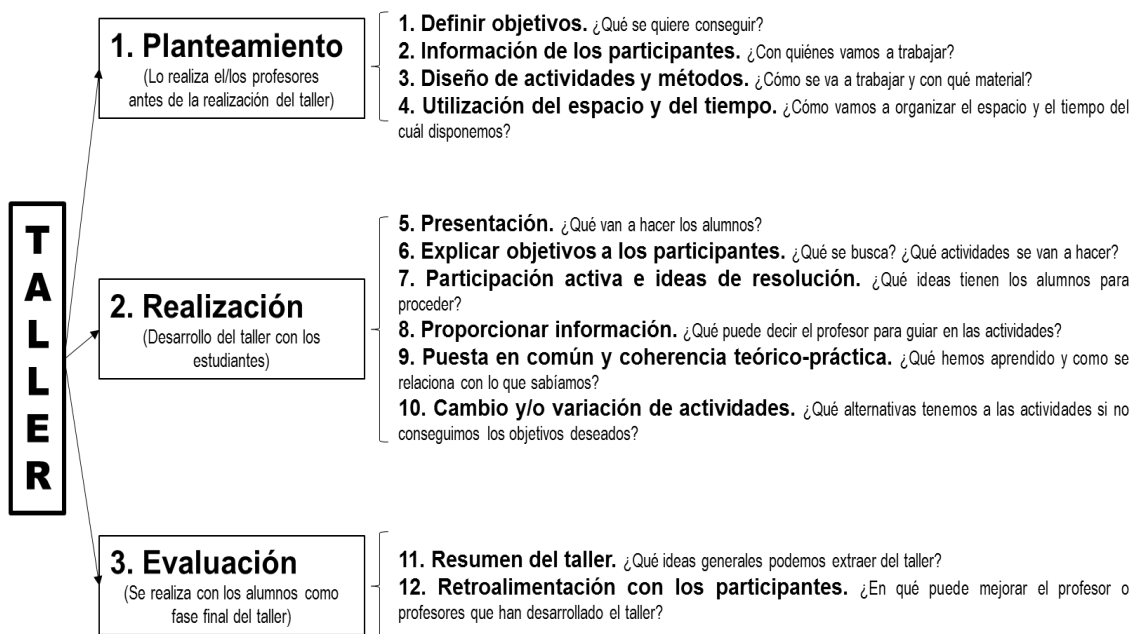 TALLER
1. Planteamiento
(Lo realiza el/los profesores
antes de la realización del taller)
1. Definir objetivos. ¿Qué se quiere conseguir?
2. Información de los participantes. ¿Con quiénes vamos a trabajar?
3. Diseño de actividades y métodos. ¿Cómo se va a trabajar y con qué material?
4. Utilización del espacio y del tiempo. ¿Cómo vamos a organizar el espacio y el tiempo del
cuál disponemos?
2. Realización
(Desarrollo del taller con los
estudiantes)
5. Presentación. ¿Qué van a hacer los alumnos?
6. Explicar objetivos a los participantes. ¿Qué se busca? ¿Qué actividades se van a hacer?
7. Participación activa e ideas de resolución. ¿Qué ideas tienen los alumnos para
proceder?
8. Proporcionar información. ¿Qué puede decir el profesor para guiar en las actividades?
9. Puesta en común y coherencia teórico-práctica. ¿Qué hemos aprendido y como se
relaciona con lo que sabíamos?
10. Cambio y/o variación de actividades. ¿Qué alternativas tenemos a las actividades si no
conseguimos los objetivos deseados?
3. Evaluación
(Se realiza con los alumnos como
fase final del taller)
11. Resumen del taller. ¿Qué ideas generales podemos extraer del taller?
12. Retroalimentación con los participantes. ¿En qué puede mejorar el profesor o
profesores que han desarrollado el taller?